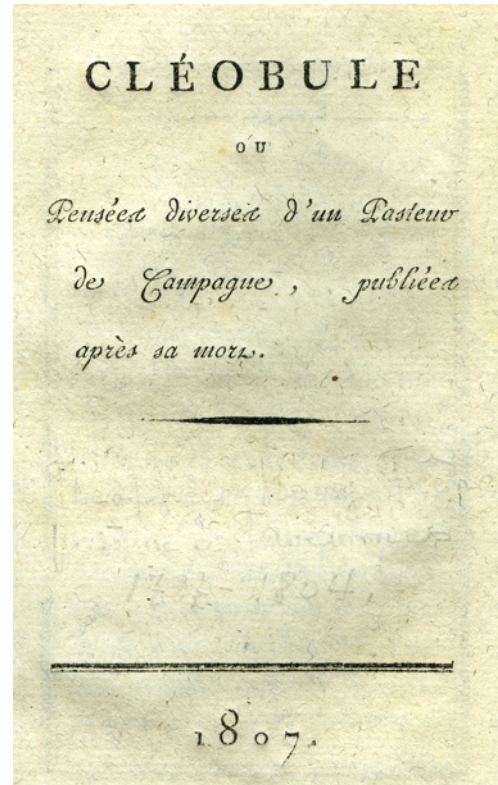 CLÉOBULE
OU
Pensées diverses d'un Pasteur
de Campagne, publiées
après sa mort.
1807.